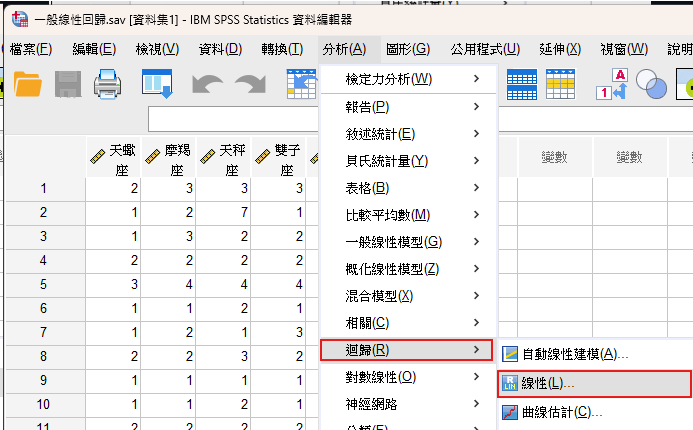 一般線性回歸.sav [資料集1] - IBM SPSS Statistics 資料編輯器
檔案(F) 編輯(E) 檢視(V) 資料(D) 轉換(T) 分析(A) 圖形(G) 公用程式(U) 延伸(X) 視窗(W) 說明
檢定力分析(W)
報告(P)
敘述統計(E)
貝氏統計量(Y)
表格(B)
比較平均數(M)
一般線性模型(G)
概化線性模型(Z)
混合模型(X)
相關(C)
迴歸(R)
對數線性(O)
神經網路
自動線性建模(A)...
線性(L)...
曲線估計(C)...
天蠍座 摩羯座 天秤座 雙子座 變數 變數
1 2 3 3 3
2 1 2 7 1
3 1 3 2 2
4 2 2 2 2
5 3 4 4 4
6 1 1 2 1
7 1 2 1 3
8 2 2 3 2
9 1 1 1 1
10 1 1 2 1
11 2 2 2 2